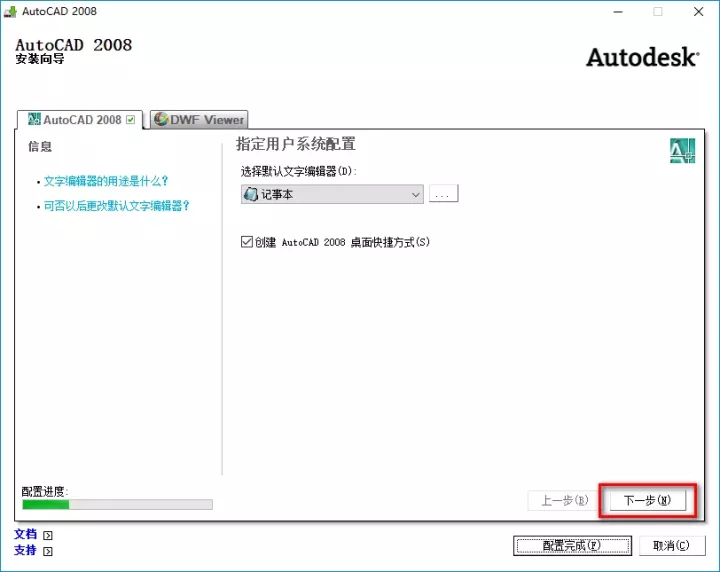 AutoCAD 2008
AutoCAD 2008
安装向导
Autodesk
AutoCAD 2008
DWF Viewer
信息
文字编辑器的用途是什么?
可否以后更改默认文字编辑器?
指定用户系统配置
选择默认文字编辑器(D):
记事本
...
创建 AutoCAD 2008 桌面快捷方式(S)
配置进度:
上一步(B)
下一步(N)
文档
支持
配置完成(F)
取消(C)